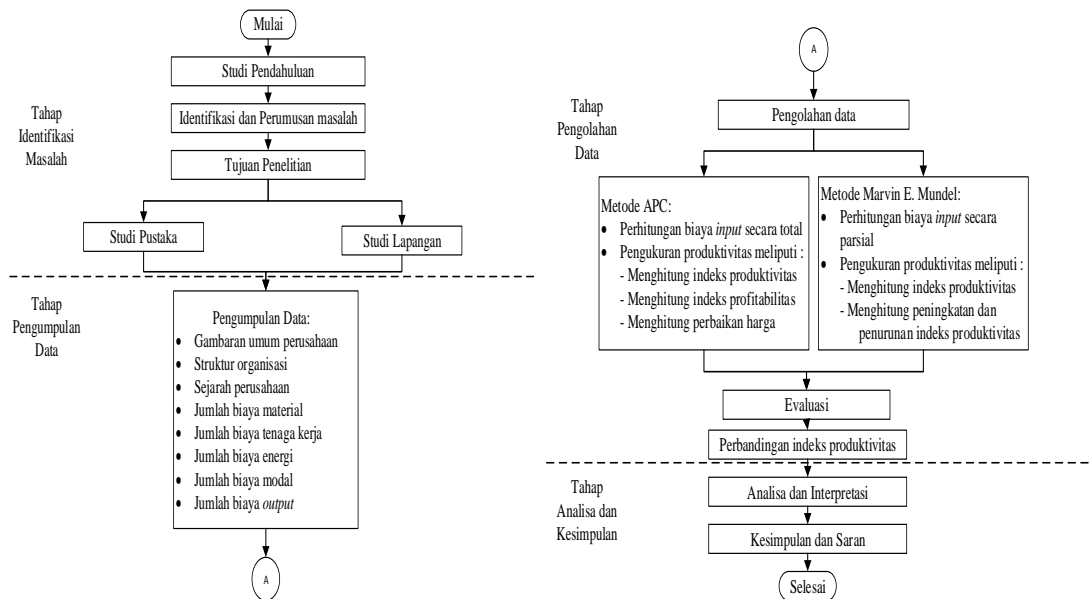 Mulai
Studi Pendahuluan
Tahap
Identifikasi
Masalah
Identifikasi dan Perumusan masalah
Tujuan Penelitian
Studi Pustaka
Studi Lapangan
Tahap
Pengumpulan
Data
Pengumpulan Data:
• Gambaran umum perusahaan
• Struktur organisasi
• Sejarah perusahaan
• Jumlah biaya material
• Jumlah biaya tenaga kerja
• Jumlah biaya energi
• Jumlah biaya modal
• Jumlah biaya output
A
A
Tahap
Pengolahan
Data
Pengolahan data
Metode APC:
• Perhitungan biaya input secara total
• Pengukuran produktivitas meliputi :
- Menghitung indeks produktivitas
- Menghitung indeks profitabilitas
- Menghitung perbaikan harga
Metode Marvin E. Mundel:
• Perhitungan biaya input secara
parsial
• Pengukuran produktivitas meliputi :
- Menghitung indeks produktivitas
- Menghitung peningkatan dan
penurunan indeks produktivitas
Evaluasi
Perbandingan indeks produktivitas
Tahap
Analisa dan
Kesimpulan
Analisa dan Interpretasi
Kesimpulan dan Saran
Selesai